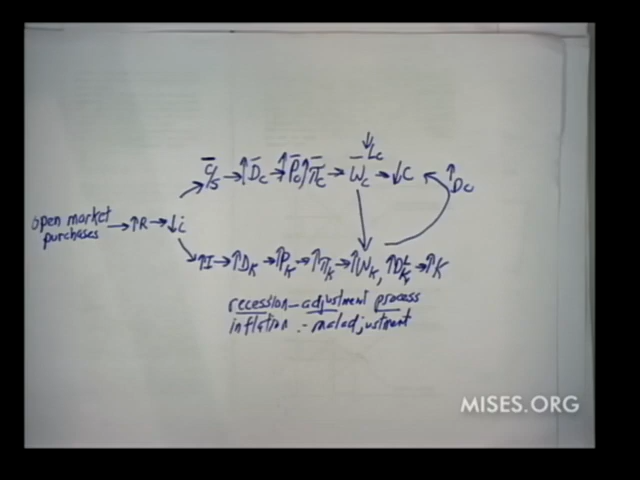 ↓Lc
C/S → ↑Dc → ↑Pc ↑πc → Wc → ↓C ↑Dc
open market purchases → ↑R → ↓i
↑I → ↑DK → ↑PK → ↑πK → ↑WK, ↑DLK → ↑K
recession - adjustment process
inflation - maladjustment
MISES.ORG